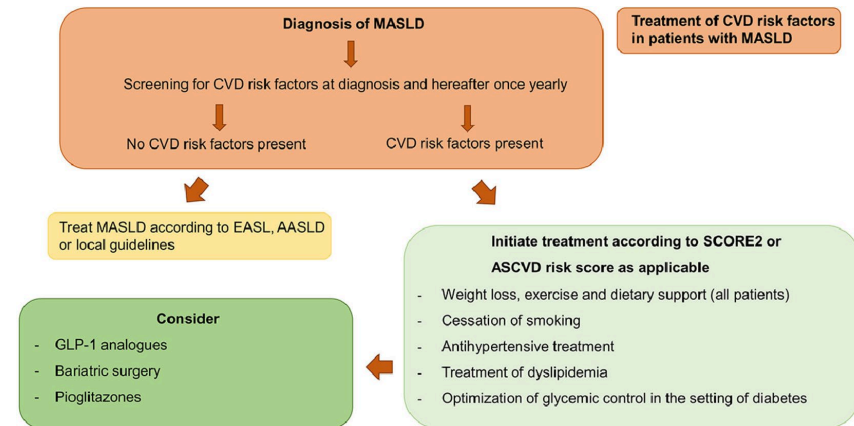 Diagnosis of MASLD
Treatment of CVD risk factors
in patients with MASLD
Screening for CVD risk factors at diagnosis and hereafter once yearly
No CVD risk factors present
CVD risk factors present
Treat MASLD according to EASL, AASLD
or local guidelines
Initiate treatment according to SCORE2 or
ASCVD risk score as applicable
- Weight loss, exercise and dietary support (all patients)
- Cessation of smoking
- Antihypertensive treatment
- Treatment of dyslipidemia
- Optimization of glycemic control in the setting of diabetes
Consider
- GLP-1 analogues
- Bariatric surgery
- Pioglitazones